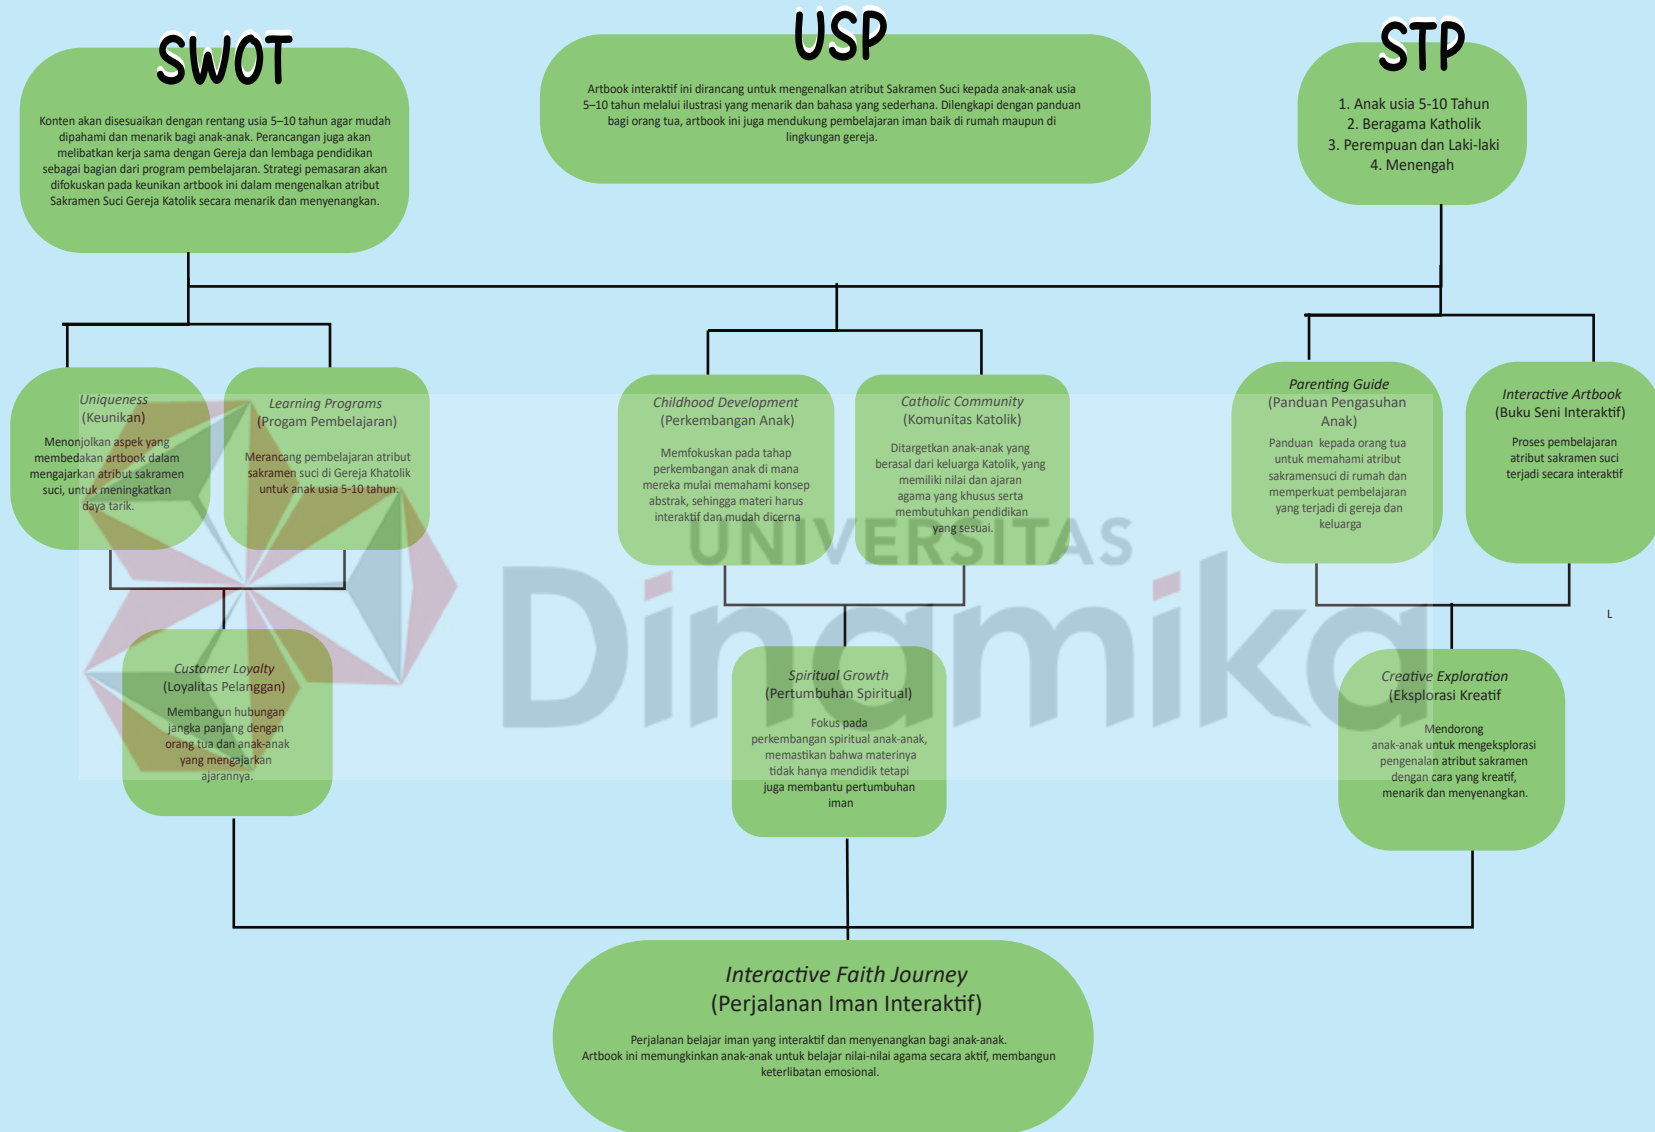 SWOT
Konten akan disesuaikan dengan rentang usia 5–10 tahun agar mudah
dipahami dan menarik bagi anak-anak. Perancangan juga akan
melibatkan kerja sama dengan Gereja dan lembaga pendidikan
sebagai bagian dari program pembelajaran. Strategi pemasaran akan
difokuskan pada keunikan artbook ini dalam mengenalkan atribut
Sakramen Suci Gereja Katolik secara menarik dan menyenangkan.
USP
Artbook interaktif ini dirancang untuk mengenalkan atribut Sakramen Suci kepada anak-anak usia
5–10 tahun melalui ilustrasi yang menarik dan bahasa yang sederhana. Dilengkapi dengan panduan
bagi orang tua, artbook ini juga mendukung pembelajaran iman baik di rumah maupun di
lingkungan gereja.
STP
1. Anak usia 5-10 Tahun
2. Beragama Katholik
3. Perempuan dan Laki-laki
4. Menengah
Uniqueness
(Keunikan)
Menonjolkan aspek yang
membedakan artbook dalam
mengajarkan atribut sakramen
suci, untuk meningkatkan
daya tarik.
Learning Programs
(Progam Pembelajaran)
Merancang pembelajaran atribut
sakramen suci di Gereja Khatolik
untuk anak usia 5-10 tahun.
Childhood Development
(Perkembangan Anak)
Memfokuskan pada tahap
perkembangan anak di mana
mereka mulai memahami konsep
abstrak, sehingga materi harus
interaktif dan mudah dicerna
Catholic Community
(Komunitas Katolik)
Ditargetkan anak-anak yang
berasal dari keluarga Katolik, yang
memiliki nilai dan ajaran
agama yang khusus serta
membutuhkan pendidikan
yang sesuai.
Parenting Guide
(Panduan Pengasuhan
Anak)
Panduan kepada orang tua
untuk memahami atribut
sakramensuci di rumah dan
memperkuat pembelajaran
yang terjadi di gereja dan
keluarga
Interactive Artbook
(Buku Seni Interaktif)
Proses pembelajaran
atribut sakramen suci
terjadi secara interaktif
UNIVERSITAS
Dinamika
L
Customer Loyalty
(Loyalitas Pelanggan)
Membangun hubungan
jangka panjang dengan
orang tua dan anak-anak
yang mengajarkan
ajarannya.
Spiritual Growth
(Pertumbuhan Spiritual)
Fokus pada
perkembangan spiritual anak-anak,
memastikan bahwa materinya
tidak hanya mendidik tetapi
juga membantu pertumbuhan
iman
Creative Exploration
(Eksplorasi Kreatif
Mendorong
anak-anak untuk mengeksplorasi
pengenalan atribut sakramen
dengan cara yang kreatif,
menarik dan menyenangkan.
Interactive Faith Journey
(Perjalanan Iman Interaktif)
Perjalanan belajar iman yang interaktif dan menyenangkan bagi anak-anak.
Artbook ini memungkinkan anak-anak untuk belajar nilai-nilai agama secara aktif, membangun
keterlibatan emosional.